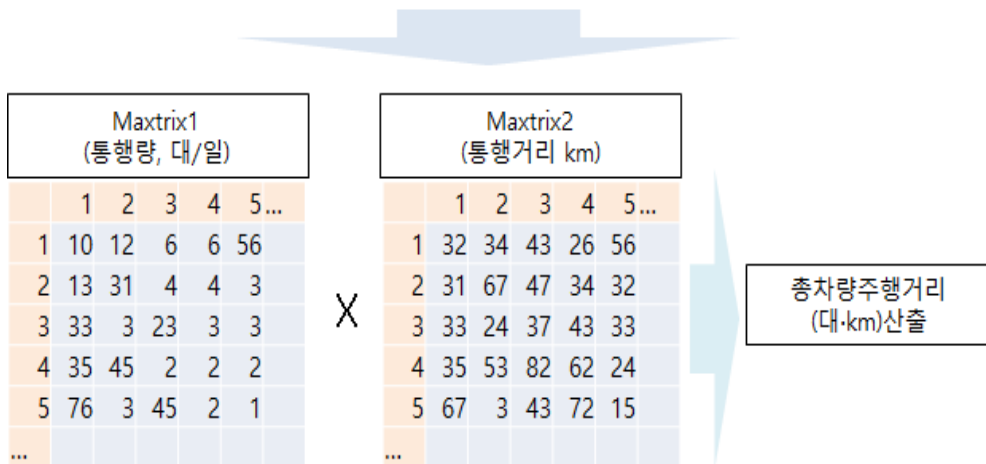 Maxtrix1
(통행량, 대/일)
1 2 3 4 5...
1 10 12 6 6 56
2 13 31 4 4 3
3 33 3 23 3 3
4 35 45 2 2 2
5 76 3 45 2 1
...
X
Maxtrix2
(통행거리 km)
1 2 3 4 5...
1 32 34 43 26 56
2 31 67 47 34 32
3 33 24 37 43 33
4 35 53 82 62 24
5 67 3 43 72 15
...
총차량주행거리
(대·km)산출